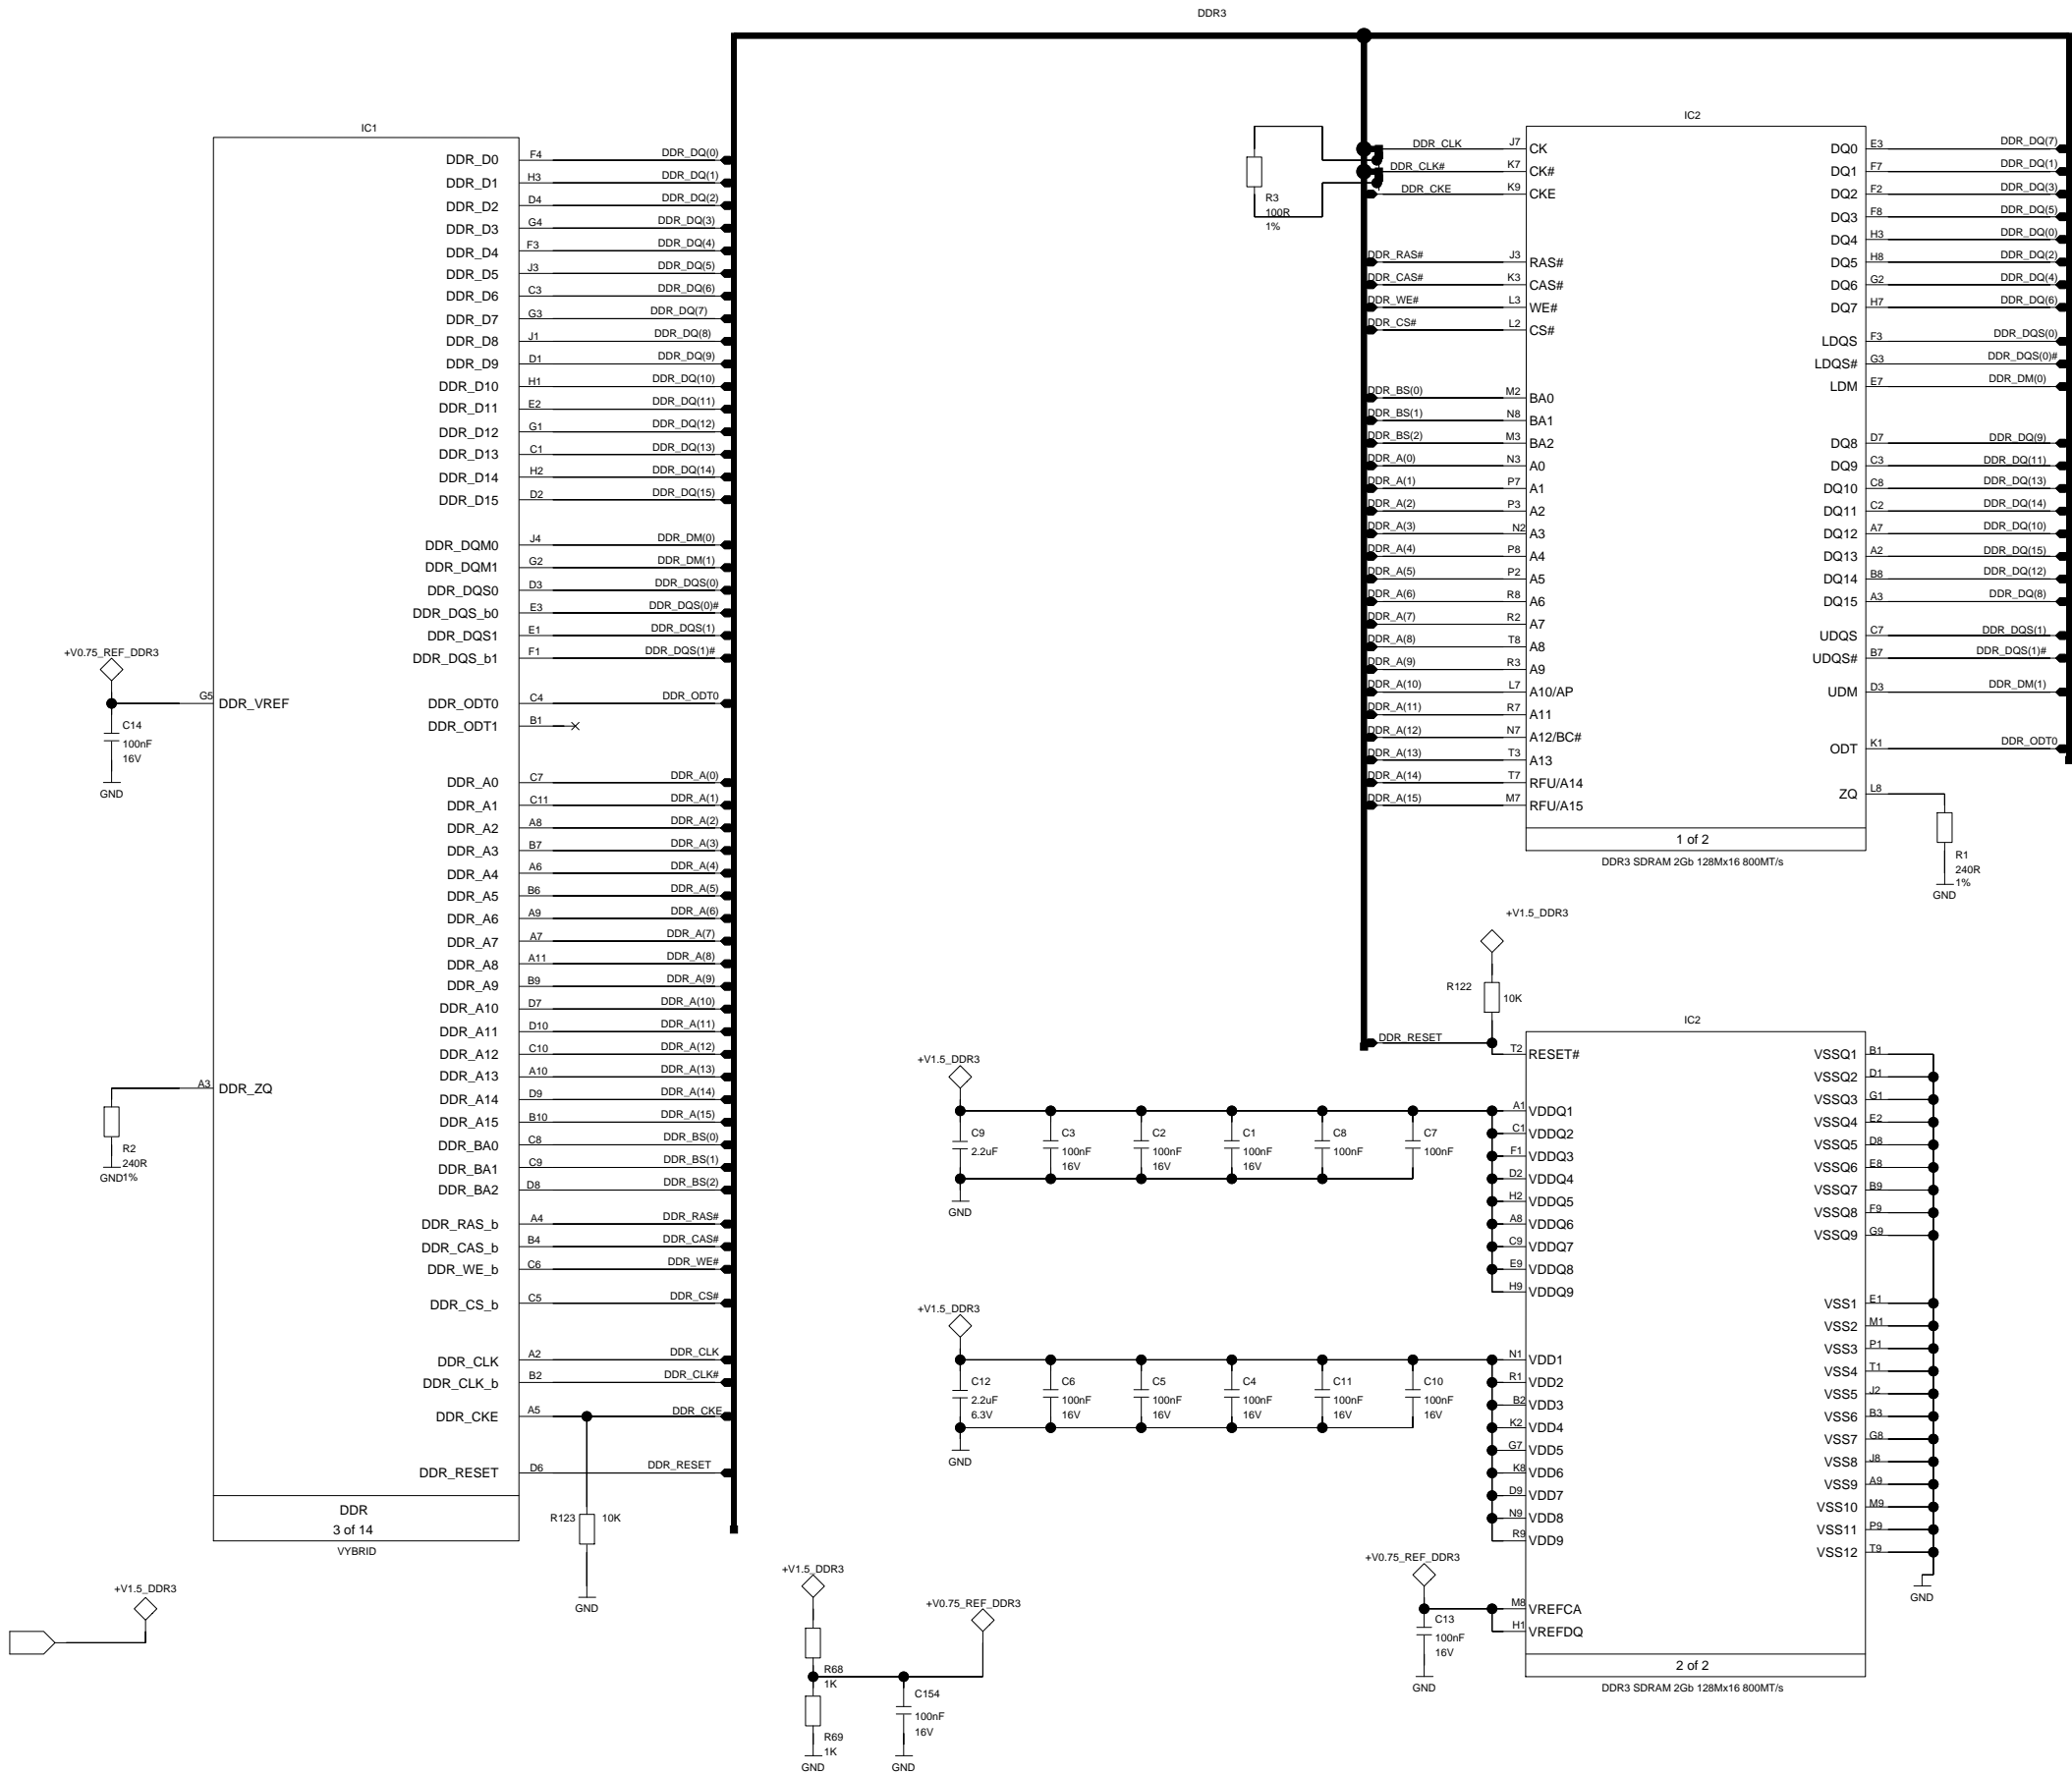 DDR3
IC1
DDR_D0 F4 DDR_DQ(0)
DDR_D1 H3 DDR_DQ(1)
DDR_D2 D4 DDR_DQ(2)
DDR_D3 G4 DDR_DQ(3)
DDR_D4 F3 DDR_DQ(4)
DDR_D5 J3 DDR_DQ(5)
DDR_D6 C3 DDR_DQ(6)
DDR_D7 G3 DDR_DQ(7)
DDR_D8 J1 DDR_DQ(8)
DDR_D9 D1 DDR_DQ(9)
DDR_D10 H1 DDR_DQ(10)
DDR_D11 E2 DDR_DQ(11)
DDR_D12 G1 DDR_DQ(12)
DDR_D13 C1 DDR_DQ(13)
DDR_D14 H2 DDR_DQ(14)
DDR_D15 D2 DDR_DQ(15)
DDR_DQM0 J4 DDR_DM(0)
DDR_DQM1 G2 DDR_DM(1)
DDR_DQS0 D3 DDR_DQS(0)
DDR_DQS_b0 E3 DDR_DQS(0)#
DDR_DQS1 E1 DDR_DQS(1)
DDR_DQS_b1 F1 DDR_DQS(1)#
+V0.75_REF_DDR3
G5 DDR_VREF
C14
100nF
16V
GND
DDR_ODT0 C4 DDR_ODT0
DDR_ODT1 B1
DDR_A0 C7 DDR_A(0)
DDR_A1 C11 DDR_A(1)
DDR_A2 A8 DDR_A(2)
DDR_A3 B7 DDR_A(3)
DDR_A4 A6 DDR_A(4)
DDR_A5 B6 DDR_A(5)
DDR_A6 A9 DDR_A(6)
DDR_A7 A7 DDR_A(7)
DDR_A8 A11 DDR_A(8)
DDR_A9 B9 DDR_A(9)
DDR_A10 D7 DDR_A(10)
DDR_A11 D10 DDR_A(11)
DDR_A12 C10 DDR_A(12)
DDR_A13 A10 DDR_A(13)
DDR_A14 D9 DDR_A(14)
DDR_A15 B10 DDR_A(15)
DDR_BA0 C8 DDR_BS(0)
DDR_BA1 C9 DDR_BS(1)
DDR_BA2 D8 DDR_BS(2)
A3 DDR_ZQ
R2
240R
1%
GND
DDR_RAS_b A4 DDR_RAS#
DDR_CAS_b B4 DDR_CAS#
DDR_WE_b C6 DDR_WE#
DDR_CS_b C5 DDR_CS#
DDR_CLK A2 DDR_CLK
DDR_CLK_b B2 DDR_CLK#
DDR_CKE A5 DDR_CKE
DDR_RESET D6 DDR_RESET
DDR
3 of 14
VYBRID
R123 10K
GND
+V1.5_DDR3
+V1.5_DDR3
R68
1K
R69
1K
GND
+V0.75_REF_DDR3
C154
100nF
16V
GND
IC2
R3
100R
1%
DDR_CLK J7 CK
DDR_CLK# K7 CK#
DDR_CKE K9 CKE
DDR_RAS# J3 RAS#
DDR_CAS# K3 CAS#
DDR_WE# L3 WE#
DDR_CS# L2 CS#
DDR_BS(0) M2 BA0
DDR_BS(1) N8 BA1
DDR_BS(2) M3 BA2
DDR_A(0) N3 A0
DDR_A(1) P7 A1
DDR_A(2) P3 A2
DDR_A(3) N2 A3
DDR_A(4) P8 A4
DDR_A(5) P2 A5
DDR_A(6) R8 A6
DDR_A(7) R2 A7
DDR_A(8) T8 A8
DDR_A(9) R3 A9
DDR_A(10) L7 A10/AP
DDR_A(11) R7 A11
DDR_A(12) N7 A12/BC#
DDR_A(13) T3 A13
DDR_A(14) T7 RFU/A14
DDR_A(15) M7 RFU/A15
DQ0 E3 DDR_DQ(7)
DQ1 F7 DDR_DQ(1)
DQ2 F2 DDR_DQ(3)
DQ3 F8 DDR_DQ(5)
DQ4 H3 DDR_DQ(0)
DQ5 H8 DDR_DQ(2)
DQ6 G2 DDR_DQ(4)
DQ7 H7 DDR_DQ(6)
LDQS F3 DDR_DQS(0)
LDQS# G3 DDR_DQS(0)#
LDM E7 DDR_DM(0)
DQ8 D7 DDR_DQ(9)
DQ9 C3 DDR_DQ(11)
DQ10 C8 DDR_DQ(13)
DQ11 C2 DDR_DQ(14)
DQ12 A7 DDR_DQ(10)
DQ13 A2 DDR_DQ(15)
DQ14 B8 DDR_DQ(12)
DQ15 A3 DDR_DQ(8)
UDQS C7 DDR_DQS(1)
UDQS# B7 DDR_DQS(1)#
UDM D3 DDR_DM(1)
ODT K1 DDR_ODT0
ZQ L8
R1
240R
1%
GND
1 of 2
DDR3 SDRAM 2Gb 128Mx16 800MT/s
+V1.5_DDR3
R122 10K
IC2
DDR_RESET T2 RESET#
+V1.5_DDR3
C9
2.2uF
C3
100nF
16V
C2
100nF
16V
C1
100nF
16V
C8
100nF
C7
100nF
GND
A1 VDDQ1
C1 VDDQ2
F1 VDDQ3
D2 VDDQ4
H2 VDDQ5
A8 VDDQ6
C9 VDDQ7
E9 VDDQ8
H9 VDDQ9
+V1.5_DDR3
C12
2.2uF
6.3V
C6
100nF
16V
C5
100nF
16V
C4
100nF
16V
C11
100nF
16V
C10
100nF
16V
GND
N1 VDD1
R1 VDD2
B2 VDD3
K2 VDD4
G7 VDD5
K8 VDD6
D9 VDD7
N9 VDD8
R9 VDD9
+V0.75_REF_DDR3
M8 VREFCA
H1 VREFDQ
C13
100nF
16V
GND
VSSQ1 B1
VSSQ2 D1
VSSQ3 G1
VSSQ4 E2
VSSQ5 D8
VSSQ6 E8
VSSQ7 B9
VSSQ8 F9
VSSQ9 G9
VSS1 E1
VSS2 M1
VSS3 P1
VSS4 T1
VSS5 J2
VSS6 B3
VSS7 G8
VSS8 J8
VSS9 A9
VSS10 M9
VSS11 P9
VSS12 T9
GND
2 of 2
DDR3 SDRAM 2Gb 128Mx16 800MT/s